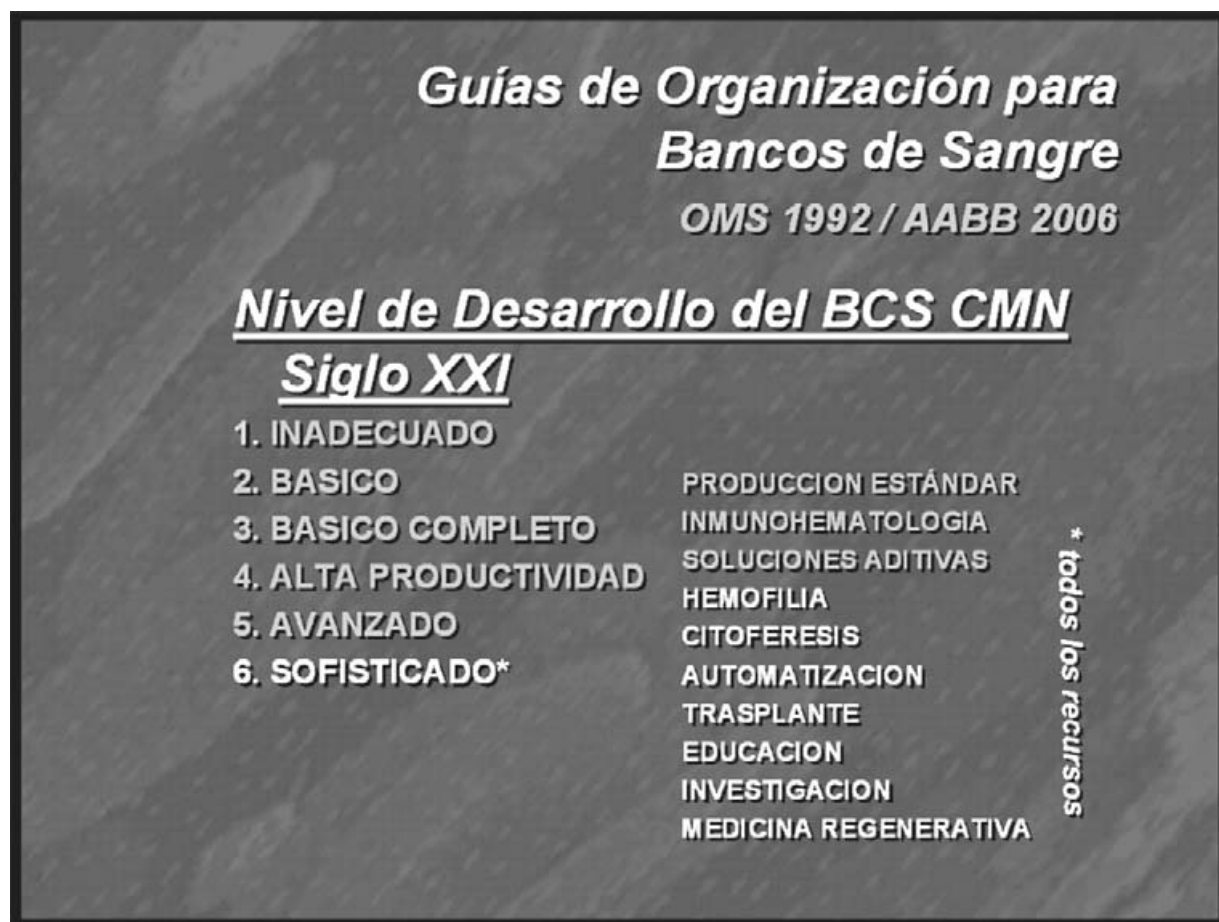 Guías de Organización para
Bancos de Sangre
OMS 1992 / AABB 2006
Nivel de Desarrollo del BCS CMN
Siglo XXI
1. INADECUADO
2. BASICO
3. BASICO COMPLETO
4. ALTA PRODUCTIVIDAD
5. AVANZADO
6. SOFISTICADO*
PRODUCCION ESTÁNDAR
INMUNOHEMATOLOGIA
SOLUCIONES ADITIVAS
HEMOFILIA
CITOFERESIS
AUTOMATIZACION
TRASPLANTE
EDUCACION
INVESTIGACION
MEDICINA REGENERATIVA
* todos los recursos